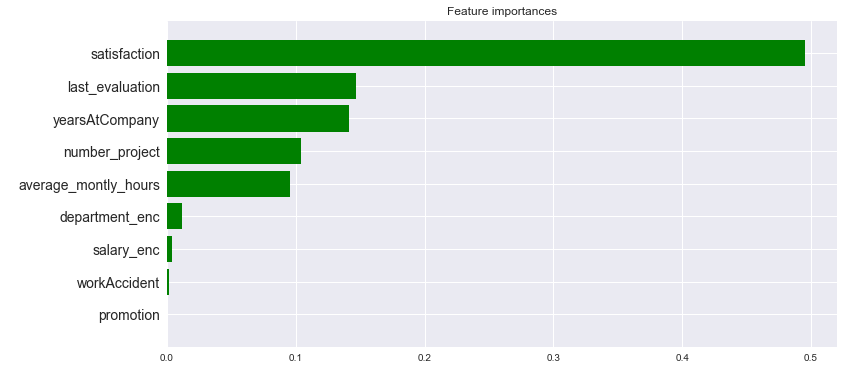 Feature importances
satisfaction
last_evaluation
yearsAtCompany
number_project
average_montly_hours
department_enc
salary_enc
workAccident
promotion
0.0 0.1 0.2 0.3 0.4 0.5